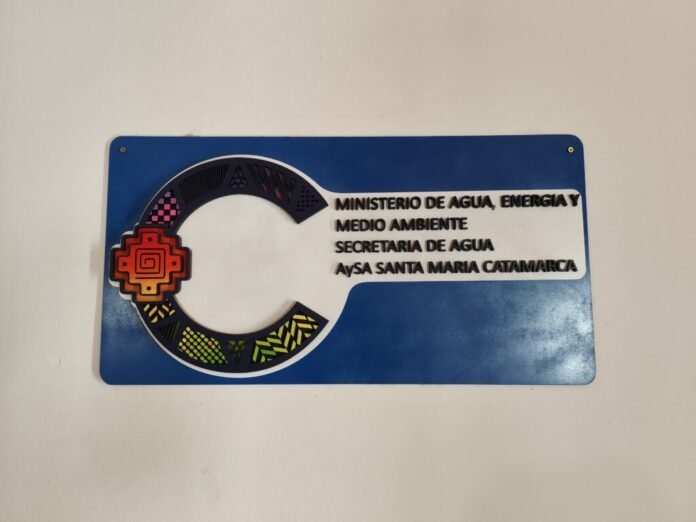 MINISTERIO DE AGUA, ENERGIA Y
MEDIO AMBIENTE
SECRETARIA DE AGUA
AySA SANTA MARIA CATAMARCA